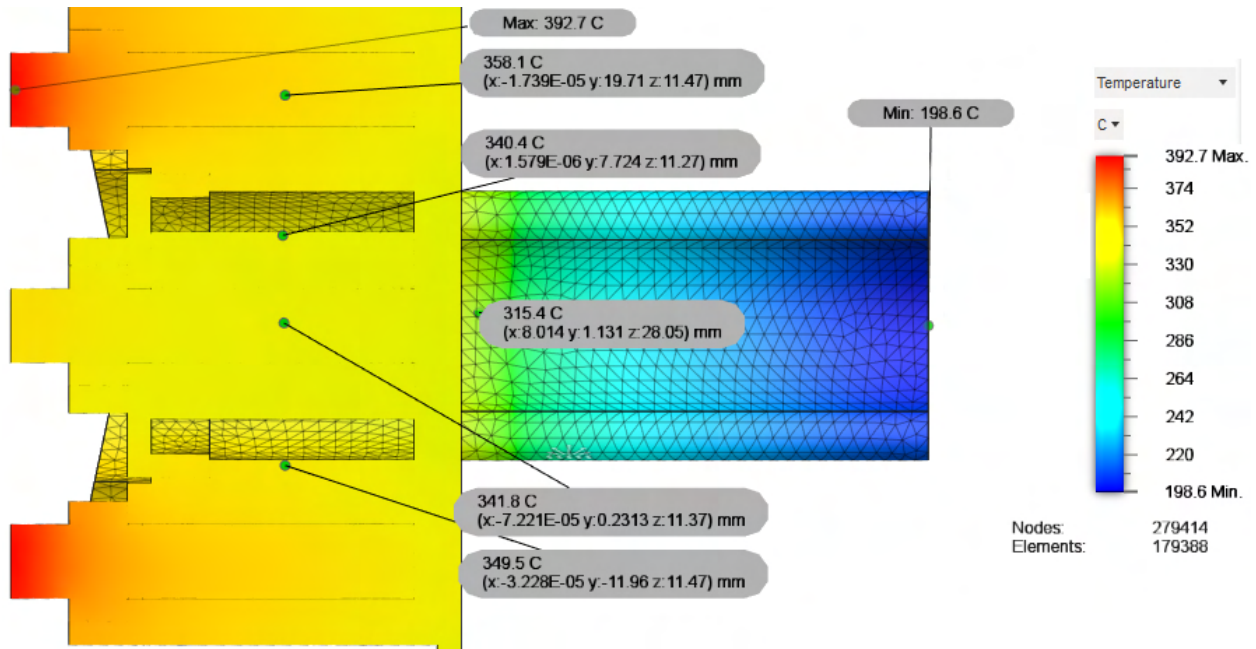 Max: 392.7 C
358.1 C
(x:-1.739E-05 y:19.71 z:11.47) mm
340.4 C
(x:1.579E-06 y:7.724 z:11.27) mm
Min: 198.6 C
315.4 C
(x:8.014 y:1.131 z:28.05) mm
341.8 C
(x:-7.221E-05 y:0.2313 z:11.37) mm
349.5 C
(x:-3.228E-05 y:-11.96 z:11.47) mm
Temperature
C
392.7 Max.
374
352
330
308
286
264
242
220
198.6 Min.
Nodes: 279414
Elements: 179388